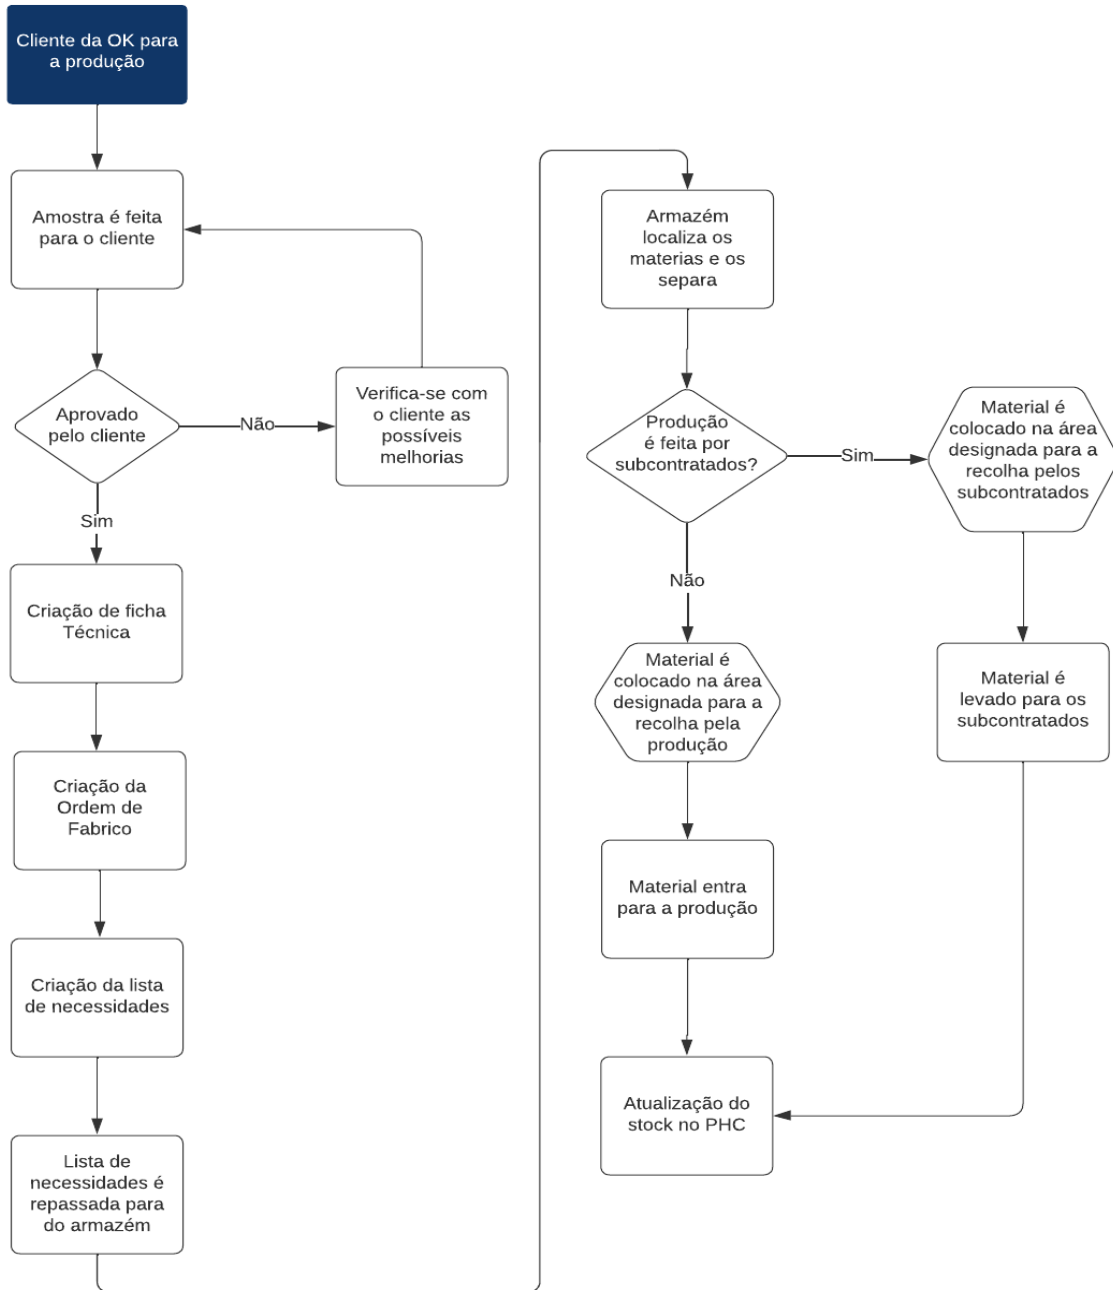 Cliente da OK para
a produção
Amostra é feita
para o cliente
Aprovado
pelo cliente
Não
Verifica-se com
o cliente as
possíveis
melhorias
Sim
Criação de ficha
Técnica
Criação da
Ordem de
Fabrico
Criação da lista
de necessidades
Lista de
necessidades é
repassada para
do armazém
Armazém
localiza os
materias e os
separa
Produção
é feita por
subcontratados?
Sim
Material é
colocado na área
designada para a
recolha pelos
subcontratados
Não
Material é
colocado na área
designada para a
recolha pela
produção
Material é
levado para os
subcontratados
Material entra
para a produção
Atualização do
stock no PHC